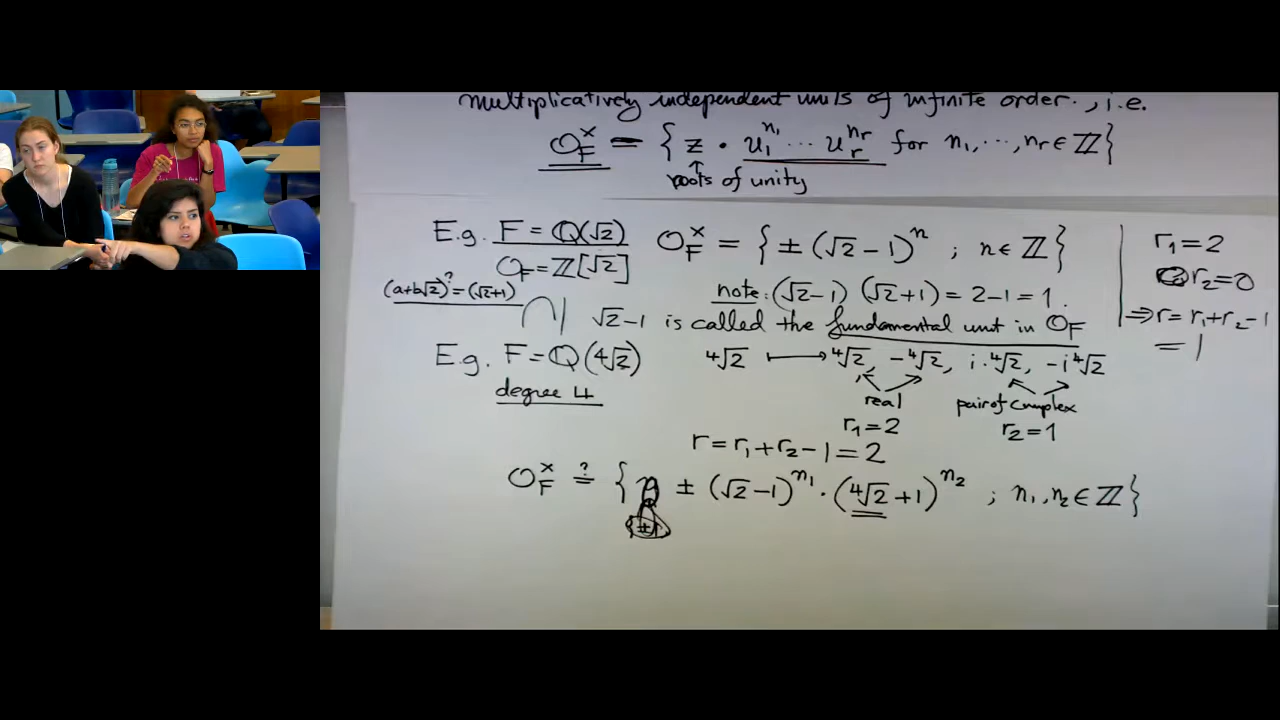 multiplicatively independent units of infinite order., i.e.
O_F^× = { z · u_1^{n_1} ··· u_r^{n_r} for n_1, ···, n_r ∈ ℤ }
↑
roots of unity
E.g. F = ℚ(√2) O_F^× = { ± (√2 - 1)^n ; n ∈ ℤ }
r_1 = 2
O_F = ℤ[√2]
r_2 = 0
(a+b√2)^? = (√2+1)
note: (√2-1) (√2+1) = 2-1 = 1.
⇒ r = r_1 + r_2 - 1
= 1
√2-1 is called the fundamental unit in O_F
E.g. F = ℚ(4√2) 4√2 ⟼ 4√2, -4√2, i·4√2, -i4√2
degree 4
real pair of complex
r_1 = 2 r_2 = 1
r = r_1 + r_2 - 1 = 2
O_F^× ?= { ± (√2-1)^{n_1} · (4√2+1)^{n_2} ; n_1, n_2 ∈ ℤ }